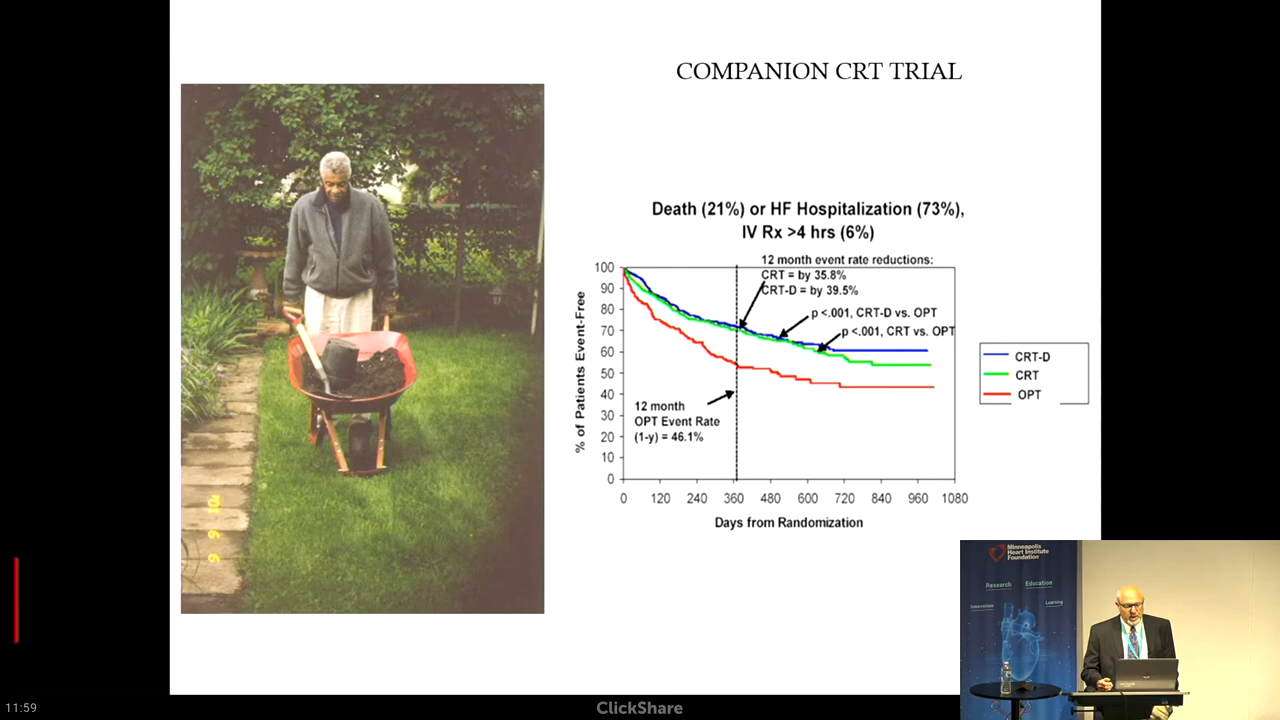 COMPANION CRT TRIAL
Death (21%) or HF Hospitalization (73%),
IV Rx >4 hrs (6%)
12 month event rate reductions:
CRT = by 35.8%
CRT-D = by 39.5%
p <.001, CRT-D vs. OPT
p <.001, CRT vs. OPT
% of Patients Event-Free
100
90
80
70
60
50
40
30
20
10
0
12 month
OPT Event Rate
(1-y) = 46.1%
0 120 240 360 480 600 720 840 960 1080
Days from Randomization
CRT-D
CRT
OPT
Minneapolis
Heart Institute
Foundation
Research Education
Innovation Learning
11:59
ClickShare